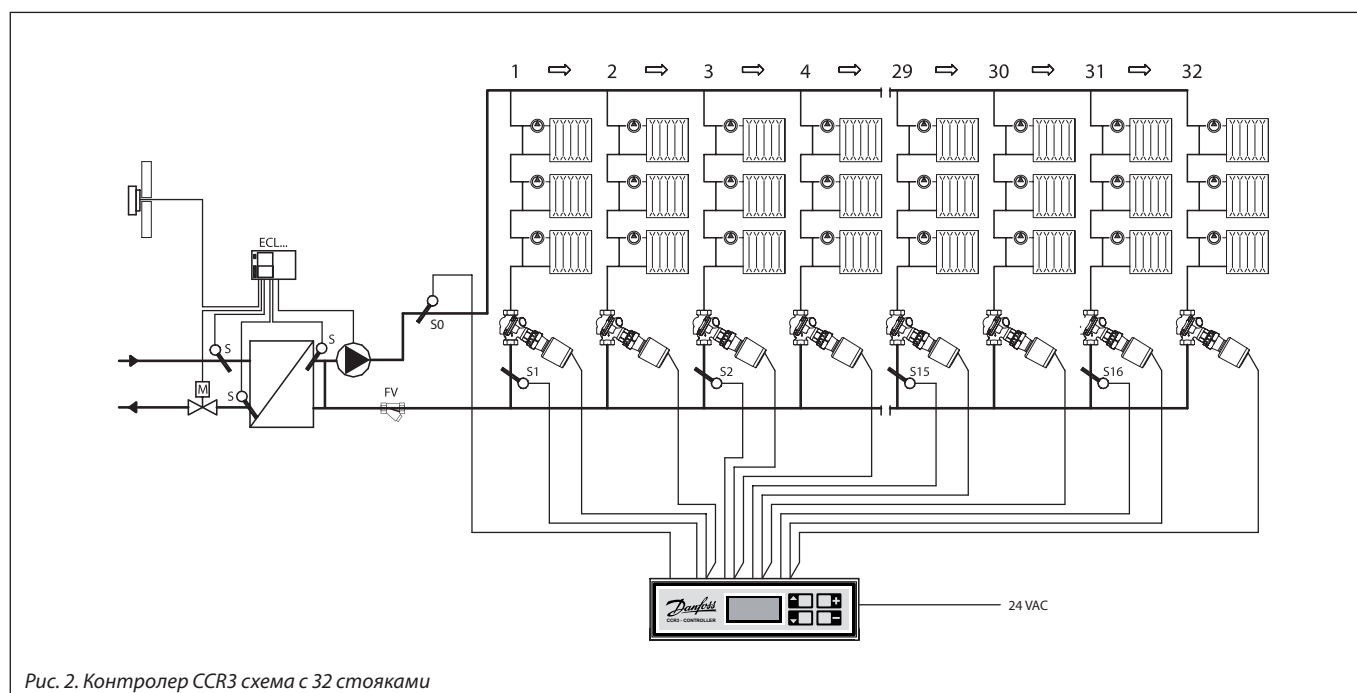 1 ⇨ 2 ⇨ 3 ⇨ 4 ⇨ 29 ⇨ 30 ⇨ 31 ⇨ 32
ECL...
S0
S
S
S
M
FV
S1
S2
S15
S16
Danfoss
CCR3 - CONTROLLER
+
−
24 VAC
Рис. 2. Контролер CCR3 схема с 32 стояками